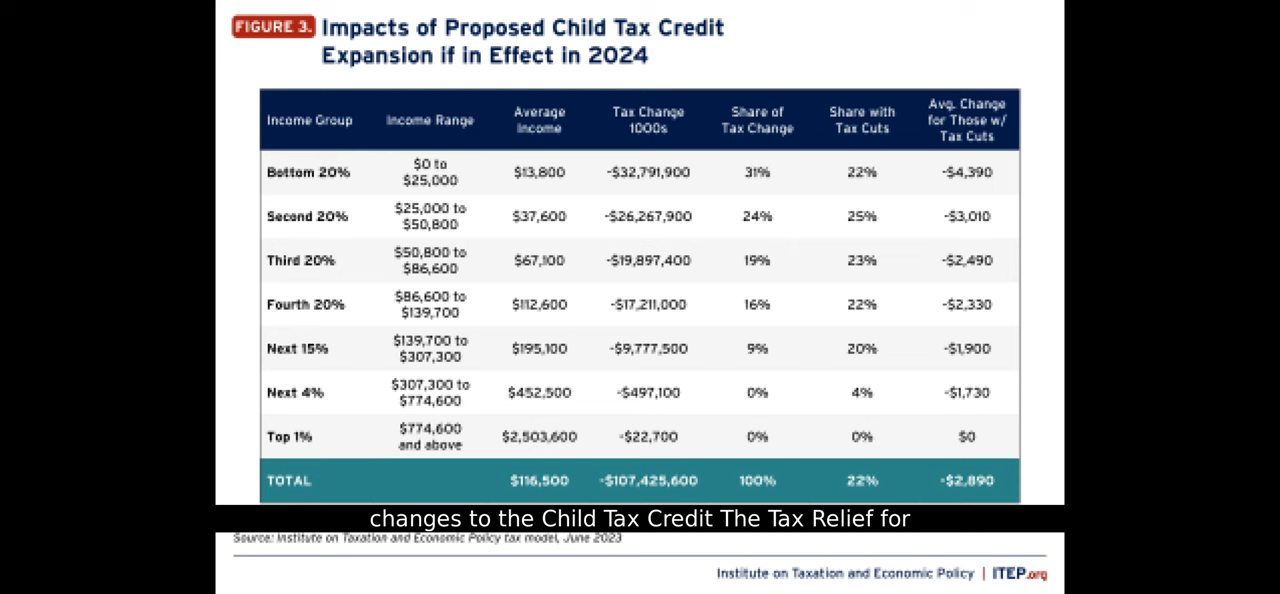 FIGURE 3. Impacts of Proposed Child Tax Credit
Expansion if in Effect in 2024
Income Group Income Range Average Income Tax Change 1000s Share of Tax Change Share with Tax Cuts Avg. Change for Those w/ Tax Cuts
Bottom 20% $0 to $25,000 $13,800 -$32,791,900 31% 22% -$4,390
Second 20% $25,000 to $50,800 $37,600 -$26,267,900 24% 25% -$3,010
Third 20% $50,800 to $86,600 $67,100 -$19,897,400 19% 23% -$2,490
Fourth 20% $86,600 to $139,700 $112,600 -$17,211,000 16% 22% -$2,330
Next 15% $139,700 to $307,300 $195,100 -$9,777,500 9% 20% -$1,900
Next 4% $307,300 to $774,600 $452,500 -$497,100 0% 4% -$1,730
Top 1% $774,600 and above $2,503,600 -$22,700 0% 0% $0
TOTAL $116,500 -$107,425,600 100% 22% -$2,890
changes to the Child Tax Credit The Tax Relief for
Source: Institute on Taxation and Economic Policy tax model, June 2023
Institute on Taxation and Economic Policy | ITEP.org